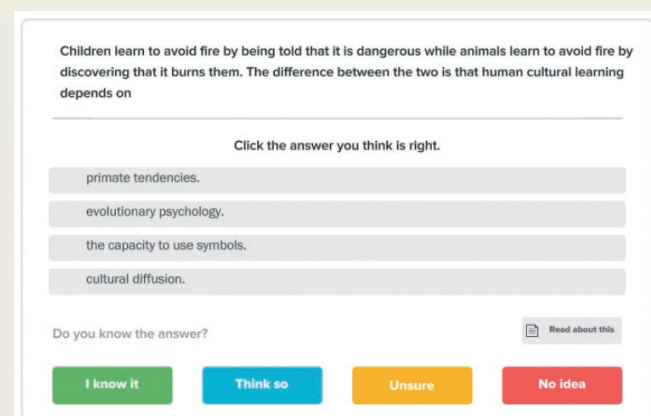 Children learn to avoid fire by being told that it is dangerous while animals learn to avoid fire by
discovering that it burns them. The difference between the two is that human cultural learning
depends on
Click the answer you think is right.
primate tendencies.
evolutionary psychology.
the capacity to use symbols.
cultural diffusion.
Do you know the answer?
Read about this
I know it
Think so
Unsure
No idea